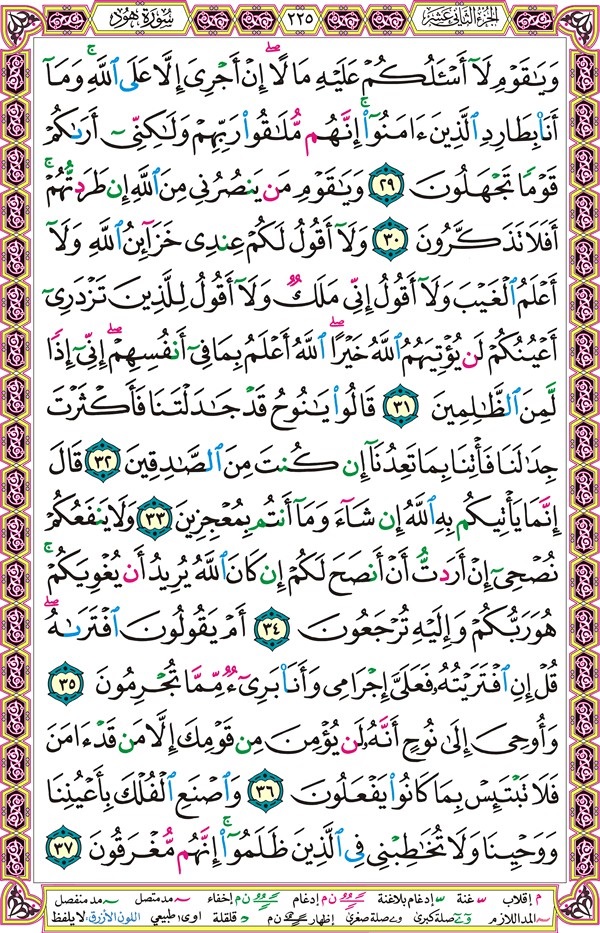 الجزء الثاني عشر ٢٢٥ سورة هود
وَيَٰقَوْمِ لَآ أَسْـَٔلُكُمْ عَلَيْهِ مَالًا ۖ إِنْ أَجْرِىَ إِلَّا عَلَى ٱللَّهِ ۚ وَمَآ
أَنَا۠ بِطَارِدِ ٱلَّذِينَ ءَامَنُوٓا۟ ۚ إِنَّهُم مُّلَٰقُوا۟ رَبِّهِمْ وَلَٰكِنِّىٓ أَرَىٰكُمْ
قَوْمًا تَجْهَلُونَ ٢٩ وَيَٰقَوْمِ مَن يَنصُرُنِى مِنَ ٱللَّهِ إِن طَرَدتُّهُمْ ۚ
أَفَلَا تَذَكَّرُونَ ٣٠ وَلَآ أَقُولُ لَكُمْ عِندِى خَزَآئِنُ ٱللَّهِ وَلَآ
أَعْلَمُ ٱلْغَيْبَ وَلَآ أَقُولُ إِنِّى مَلَكٌ وَلَآ أَقُولُ لِلَّذِينَ تَزْدَرِىٓ
أَعْيُنُكُمْ لَن يُؤْتِيَهُمُ ٱللَّهُ خَيْرًا ۖ ٱللَّهُ أَعْلَمُ بِمَا فِىٓ أَنفُسِهِمْ ۖ إِنِّىٓ إِذًا
لَّمِنَ ٱلظَّٰلِمِينَ ٣١ قَالُوا۟ يَٰنُوحُ قَدْ جَٰدَلْتَنَا فَأَكْثَرْتَ
جِدَٰلَنَا فَأْتِنَا بِمَا تَعِدُنَآ إِن كُنتَ مِنَ ٱلصَّٰدِقِينَ ٣٢ قَالَ
إِنَّمَا يَأْتِيكُم بِهِ ٱللَّهُ إِن شَآءَ وَمَآ أَنتُم بِمُعْجِزِينَ ٣٣ وَلَا يَنفَعُكُمْ
نُصْحِىٓ إِنْ أَرَدتُّ أَنْ أَنصَحَ لَكُمْ إِن كَانَ ٱللَّهُ يُرِيدُ أَن يُغْوِيَكُمْ ۚ
هُوَ رَبُّكُمْ وَإِلَيْهِ تُرْجَعُونَ ٣٤ أَمْ يَقُولُونَ ٱفْتَرَىٰهُ ۖ
قُلْ إِنِ ٱفْتَرَيْتُهُۥ فَعَلَىَّ إِجْرَامِى وَأَنَا۠ بَرِىٓءٌ مِّمَّا تُجْرِمُونَ ٣٥
وَأُوحِىَ إِلَىٰ نُوحٍ أَنَّهُۥ لَن يُؤْمِنَ مِن قَوْمِكَ إِلَّا مَن قَدْ ءَامَنَ
فَلَا تَبْتَئِسْ بِمَا كَانُوا۟ يَفْعَلُونَ ٣٦ وَٱصْنَعِ ٱلْفُلْكَ بِأَعْيُنِنَا
وَوَحْيِنَا وَلَا تُخَٰطِبْنِى فِى ٱلَّذِينَ ظَلَمُوٓا۟ ۚ إِنَّهُم مُّغْرَقُونَ ٣٧
م إقلاب س غنة س إدغام بلاغنة ن م إدغام ن م إخفاء مد متصل مد منفصل
المد اللازم صلة كبرى صلة صغرى إظهار ن م د قلقلة اوى؛ طبيعي اللون الأزرق: لا يلفظ